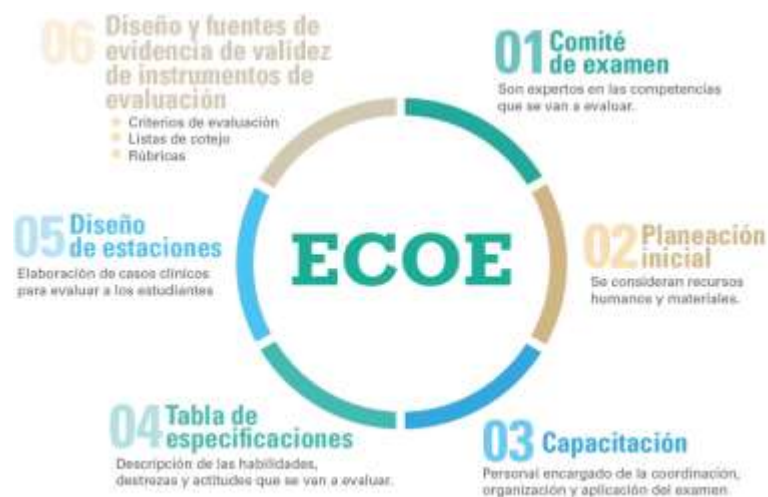 ECOE
01 Comité
de examen
Son expertos en las competencias
que se van a evaluar.
02 Planeación
inicial
Se consideran recursos
humanos y materiales.
03 Capacitación
Personal encargado de la coordinación,
organización y aplicación del examen
04 Tabla de
especificaciones
Descripción de las habilidades,
destrezas y actitudes que se van a evaluar.
05 Diseño
de estaciones
Elaboración de casos clínicos
para evaluar a los estudiantes
06 Diseño y fuentes de
evidencia de validez
de instrumentos de
evaluación
Criterios de evaluación
Listas de cotejo
Rúbricas